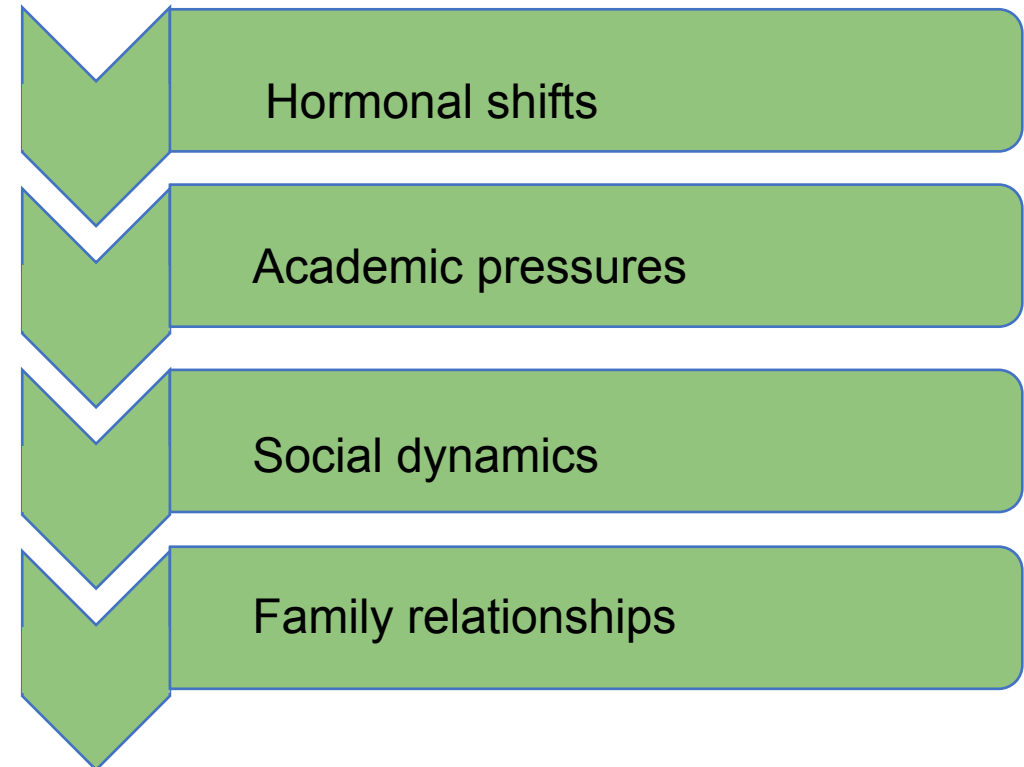 Hormonal shifts
Academic pressures
Social dynamics
Family relationships